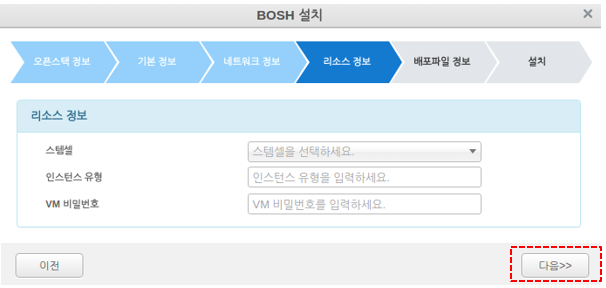 BOSH 설치
×
오픈스택 정보
기본 정보
네트워크 정보
리소스 정보
배포파일 정보
설치
리소스 정보
스템셀
스템셀을 선택하세요.
인스턴스 유형
인스턴스 유형을 입력하세요.
VM 비밀번호
VM 비밀번호를 입력하세요.
이전
다음>>